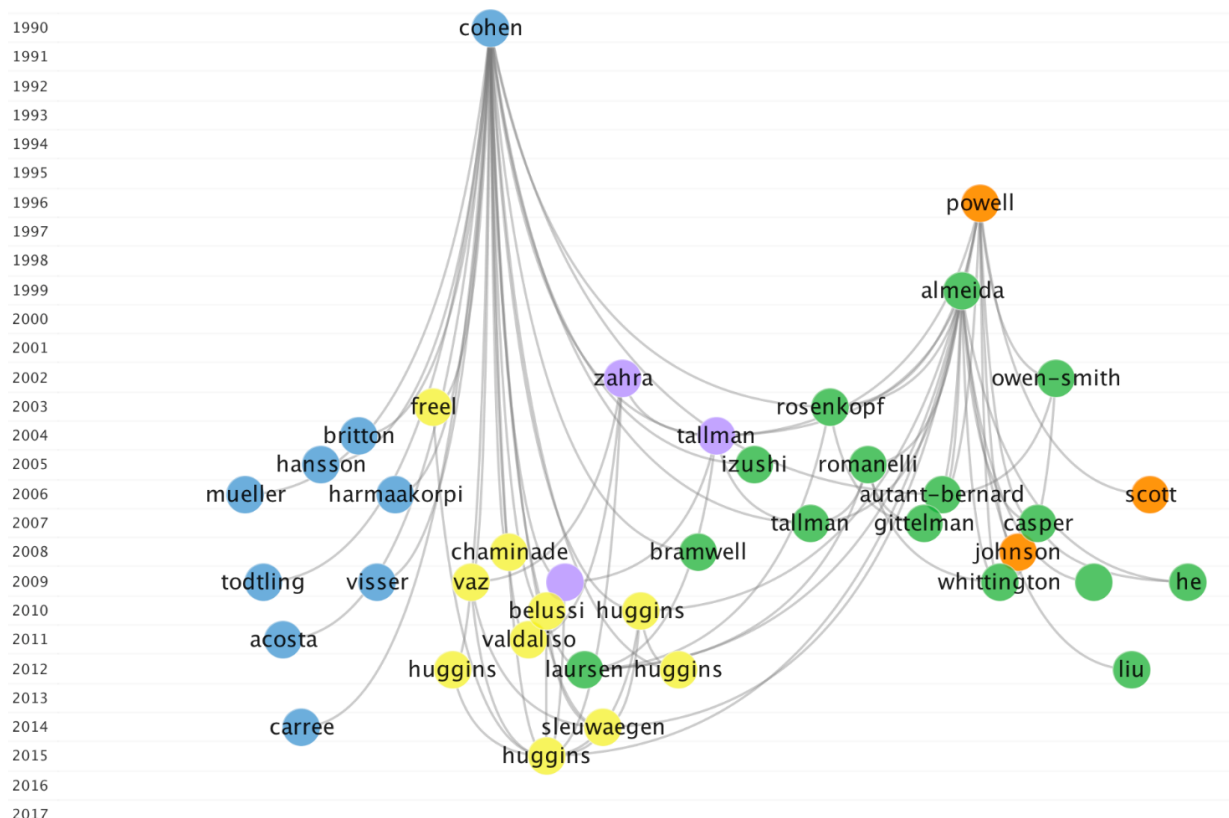 1990
cohen
1991
1992
1993
1994
1995
1996
powell
1997
1998
1999
almeida
2000
2001
2002
zahra
owen-smith
2003
freel
rosenkopf
2004
britton
tallman
2005
hansson
izushi
romanelli
2006
mueller
harmaakorpi
autant-bernard
scott
2007
tallman
gittelman
casper
2008
chaminade
bramwell
johnson
2009
todtling
visser
vaz
whittington
he
2010
belussi
huggins
2011
acosta
valdaliso
2012
huggins
laursen
huggins
liu
2013
2014
carree
sleuwaegen
2015
huggins
2016
2017